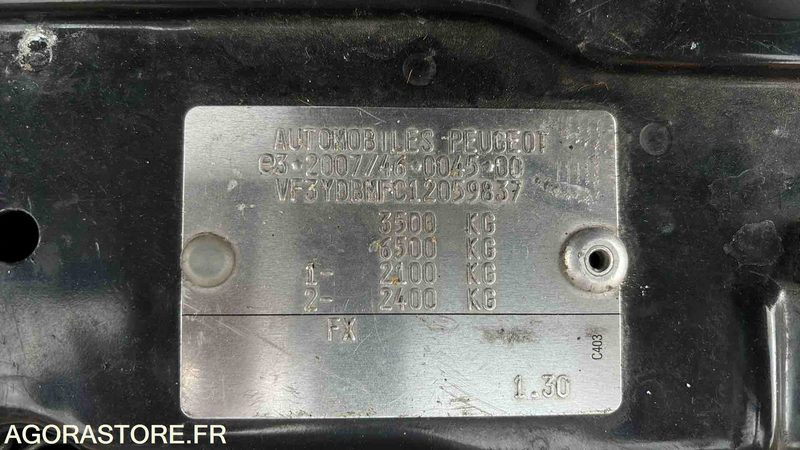 AUTOMOBILES PEUGEOT
e3*2007/46*0045*00
VF3YDBMFC12059837
3500 KG
6500 KG
1- 2100 KG
2- 2400 KG
FX
C403
1.30
AGORASTORE.FR